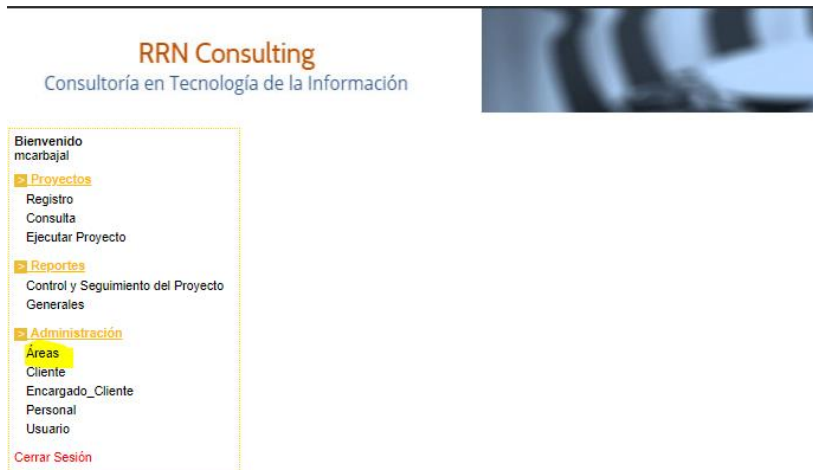 RRN Consulting
Consultoría en Tecnología de la Información
Bienvenido
mcarbajal
> Proyectos
Registro
Consulta
Ejecutar Proyecto
> Reportes
Control y Seguimiento del Proyecto
Generales
> Administración
Áreas
Cliente
Encargado_Cliente
Personal
Usuario
Cerrar Sesión